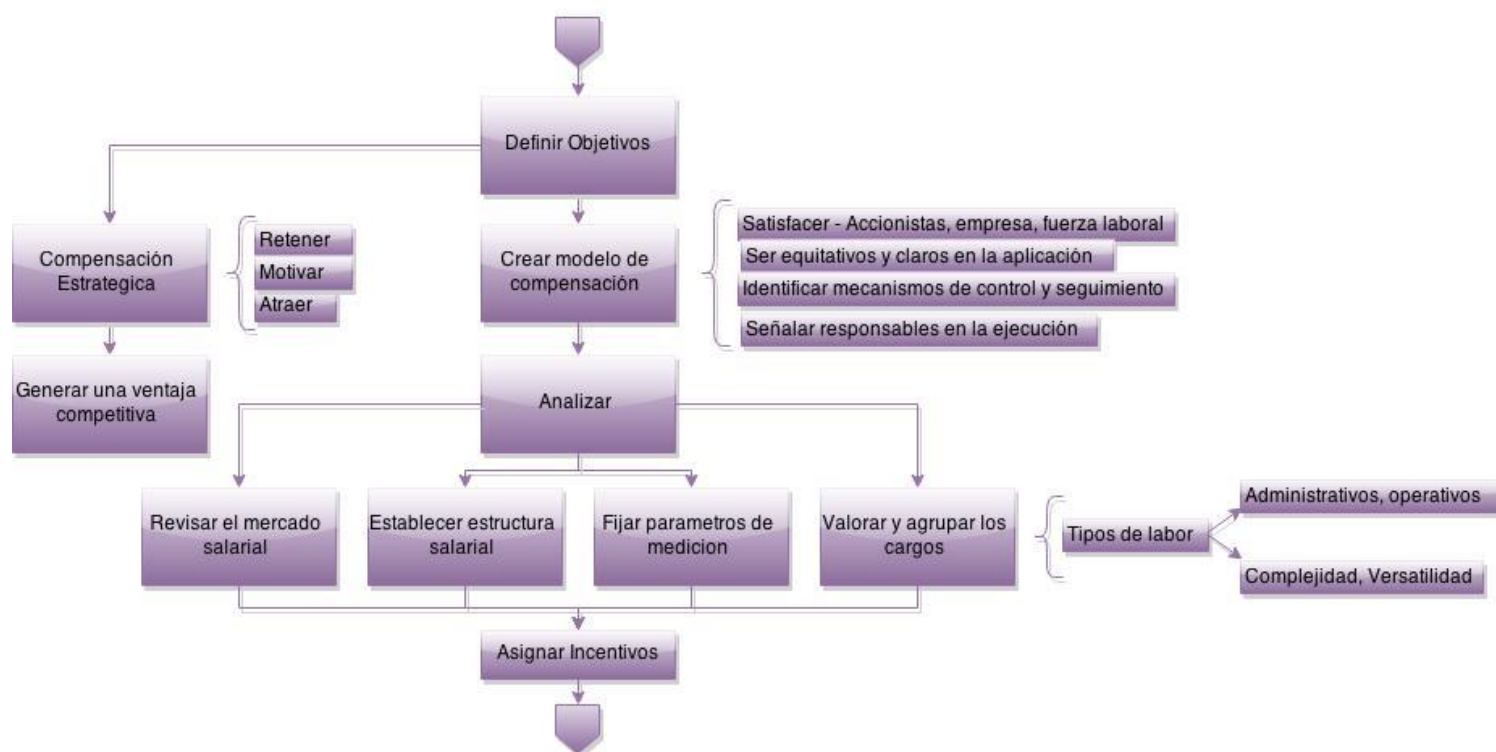 Definir Objetivos
Compensación
Estrategica
Retener
Motivar
Atraer
Crear modelo de
compensación
Satisfacer - Accionistas, empresa, fuerza laboral
Ser equitativos y claros en la aplicación
Identificar mecanismos de control y seguimiento
Señalar responsables en la ejecución
Generar una ventaja
competitiva
Analizar
Revisar el mercado
salarial
Establecer estructura
salarial
Fijar parametros de
medicion
Valorar y agrupar los
cargos
Tipos de labor
Administrativos, operativos
Complejidad, Versatilidad
Asignar Incentivos